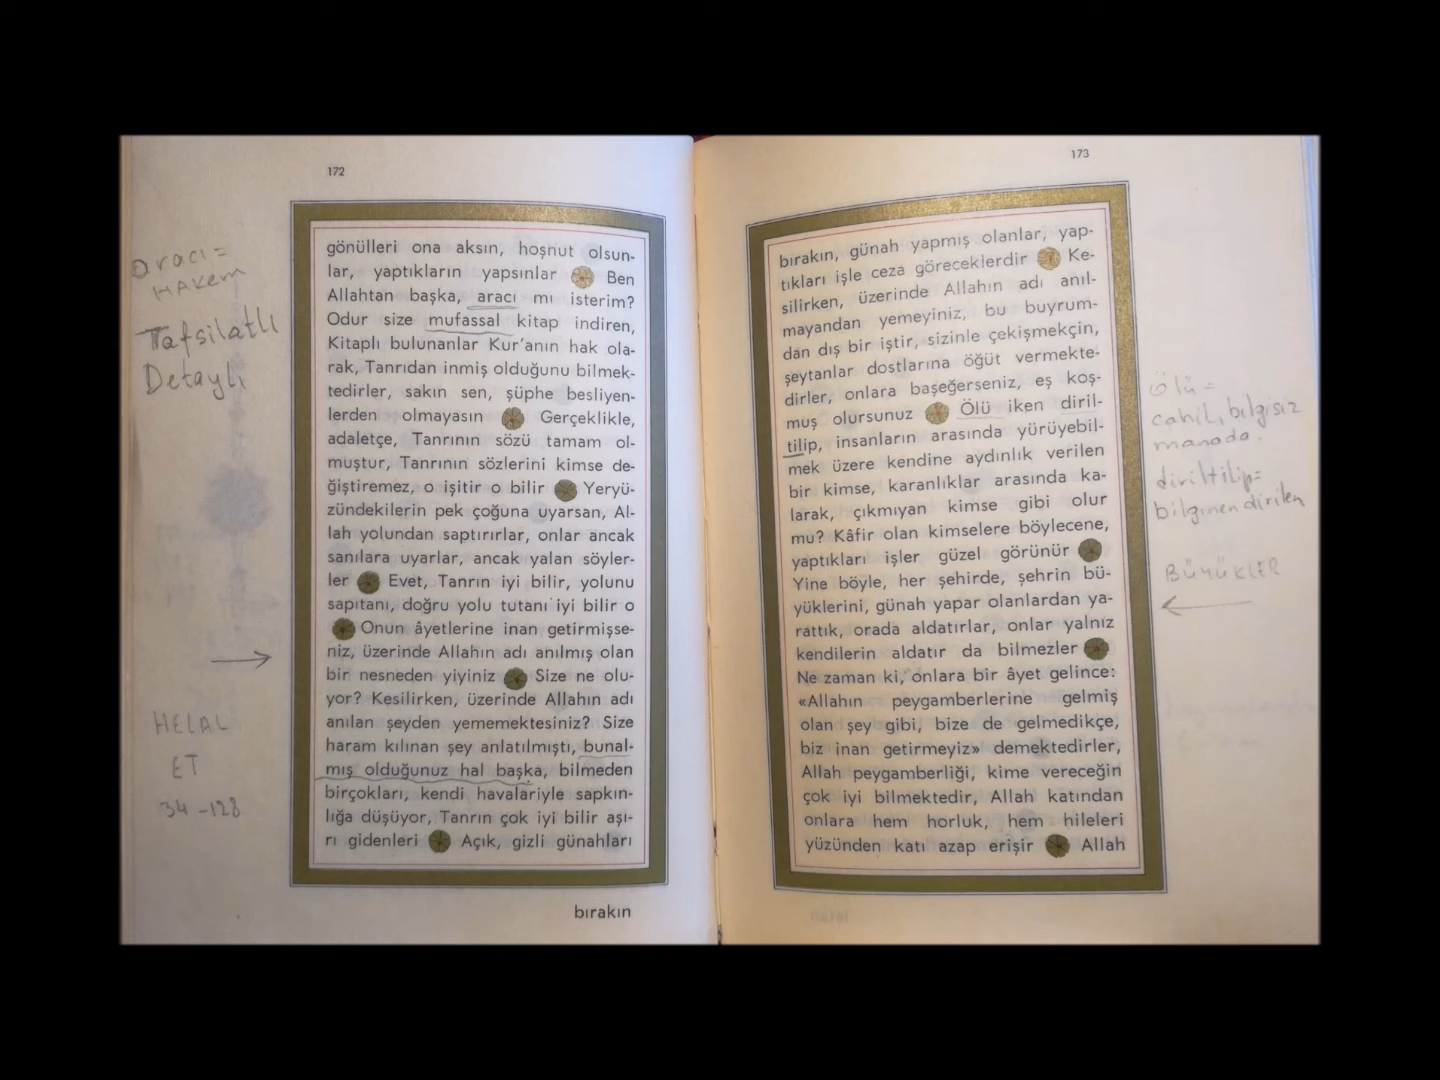 172
aracı =
HAKem
Tafsilatlı
Detaylı
gönülleri ona aksın, hoşnut olsun-
lar, yaptıkların yapsınlar Ben
Allahtan başka, aracı mı isterim?
Odur size mufassal kitap indiren,
Kitaplı bulunanlar Kur'anın hak ola-
rak, Tanrıdan inmiş olduğunu bilmek-
tedirler, sakın sen, şüphe besliyen-
lerden olmayasın Gerçeklikle,
adaletçe, Tanrının sözü tamam ol-
muştur, Tanrının sözlerini kimse de-
ğiştiremez, o işitir o bilir Yeryü-
zündekilerin pek çoğuna uyarsan, Al-
lah yolundan saptırırlar, onlar ancak
sanılara uyarlar, ancak yalan söyler-
ler Evet, Tanrın iyi bilir, yolunu
sapıtanı, doğru yolu tutanı iyi bilir o
Onun âyetlerine inan getirmişse-
niz, üzerinde Allahın adı anılmış olan
bir nesneden yiyiniz Size ne olu-
yor? Kesilirken, üzerinde Allahın adı
anılan şeyden yememektesiniz? Size
haram kılınan şey anlatılmıştı, bunal-
mış olduğunuz hal başka, bilmeden
birçokları, kendi havalariyle sapkın-
lığa düşüyor, Tanrın çok iyi bilir aşı-
rı gidenleri Açık, gizli günahları
bırakın
HELAL
ET
34-128
173
bırakın, günah yapmış olanlar, yap-
tıkları işle ceza göreceklerdir Ke-
silirken, üzerinde Allahın adı anıl-
mayandan yemeyiniz, bu buyrum-
dan dış bir iştir, sizinle çekişmekçin,
şeytanlar dostlarına öğüt vermekte-
dirler, onlara başeğerseniz, eş koş-
muş olursunuz Ölü iken diril-
tilip, insanların arasında yürüyebil-
mek üzere kendine aydınlık verilen
bir kimse, karanlıklar arasında ka-
larak, çıkmıyan kimse gibi olur
mu? Kâfir olan kimselere böylecene,
yaptıkları işler güzel görünür
Yine böyle, her şehirde, şehrin bü-
yüklerini, günah yapar olanlardan ya-
rattık, orada aldatırlar, onlar yalnız
kendilerin aldatır da bilmezler
Ne zaman ki, onlara bir âyet gelince:
«Allahın peygamberlerine gelmiş
olan şey gibi, bize de gelmedikçe,
biz inan getirmeyiz» demektedirler,
Allah peygamberliği, kime vereceğin
çok iyi bilmektedir, Allah katından
onlara hem horluk, hem hileleri
yüzünden katı azap erişir Allah
Ölü =
cahil, bilgisiz
manada.
diriltilip=
bilginen dirilen
BÜYÜKLER